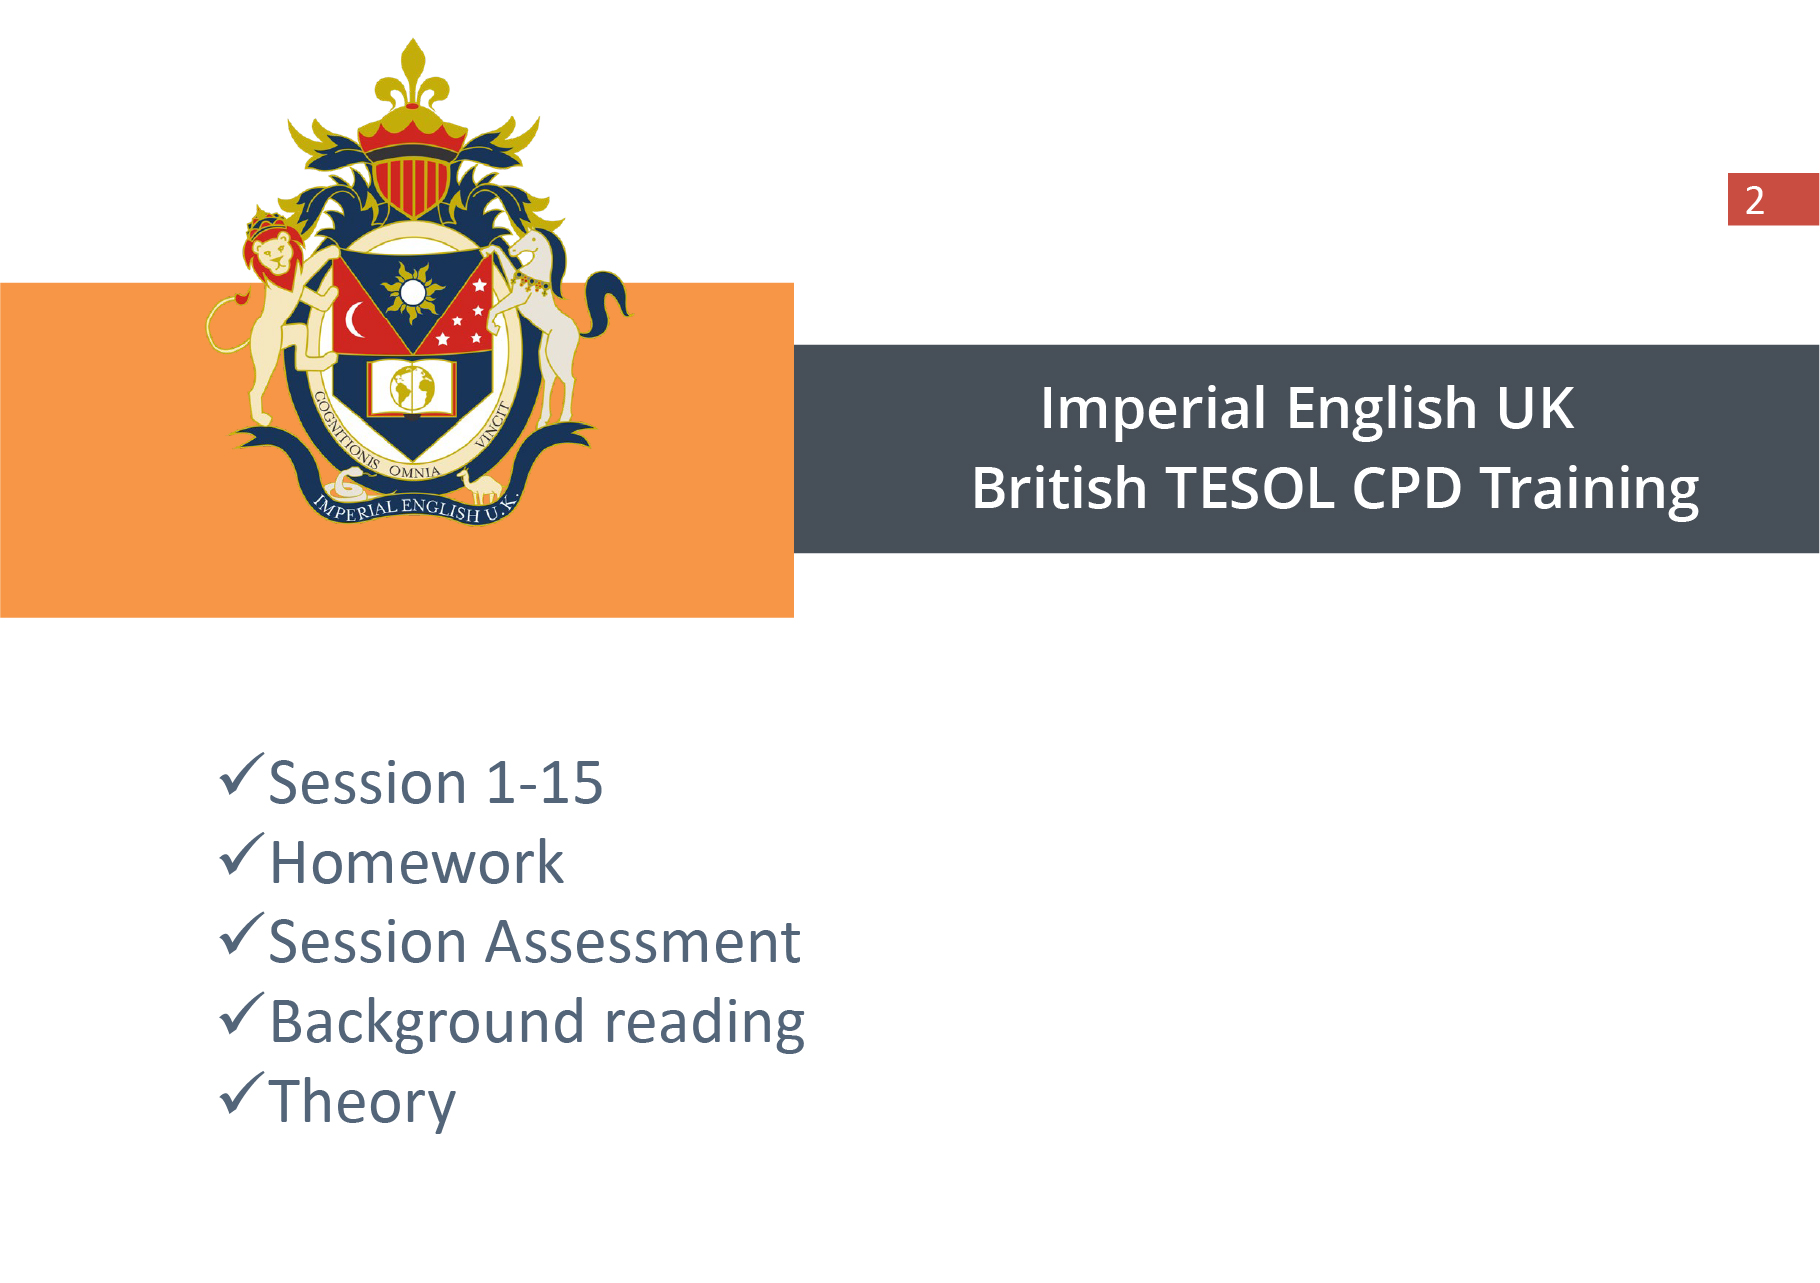 2
COGNITIONIS OMNIA VINCIT
IMPERIAL ENGLISH U.K.
Imperial English UK
British TESOL CPD Training
✓Session 1-15
✓Homework
✓Session Assessment
✓Background reading
✓Theory